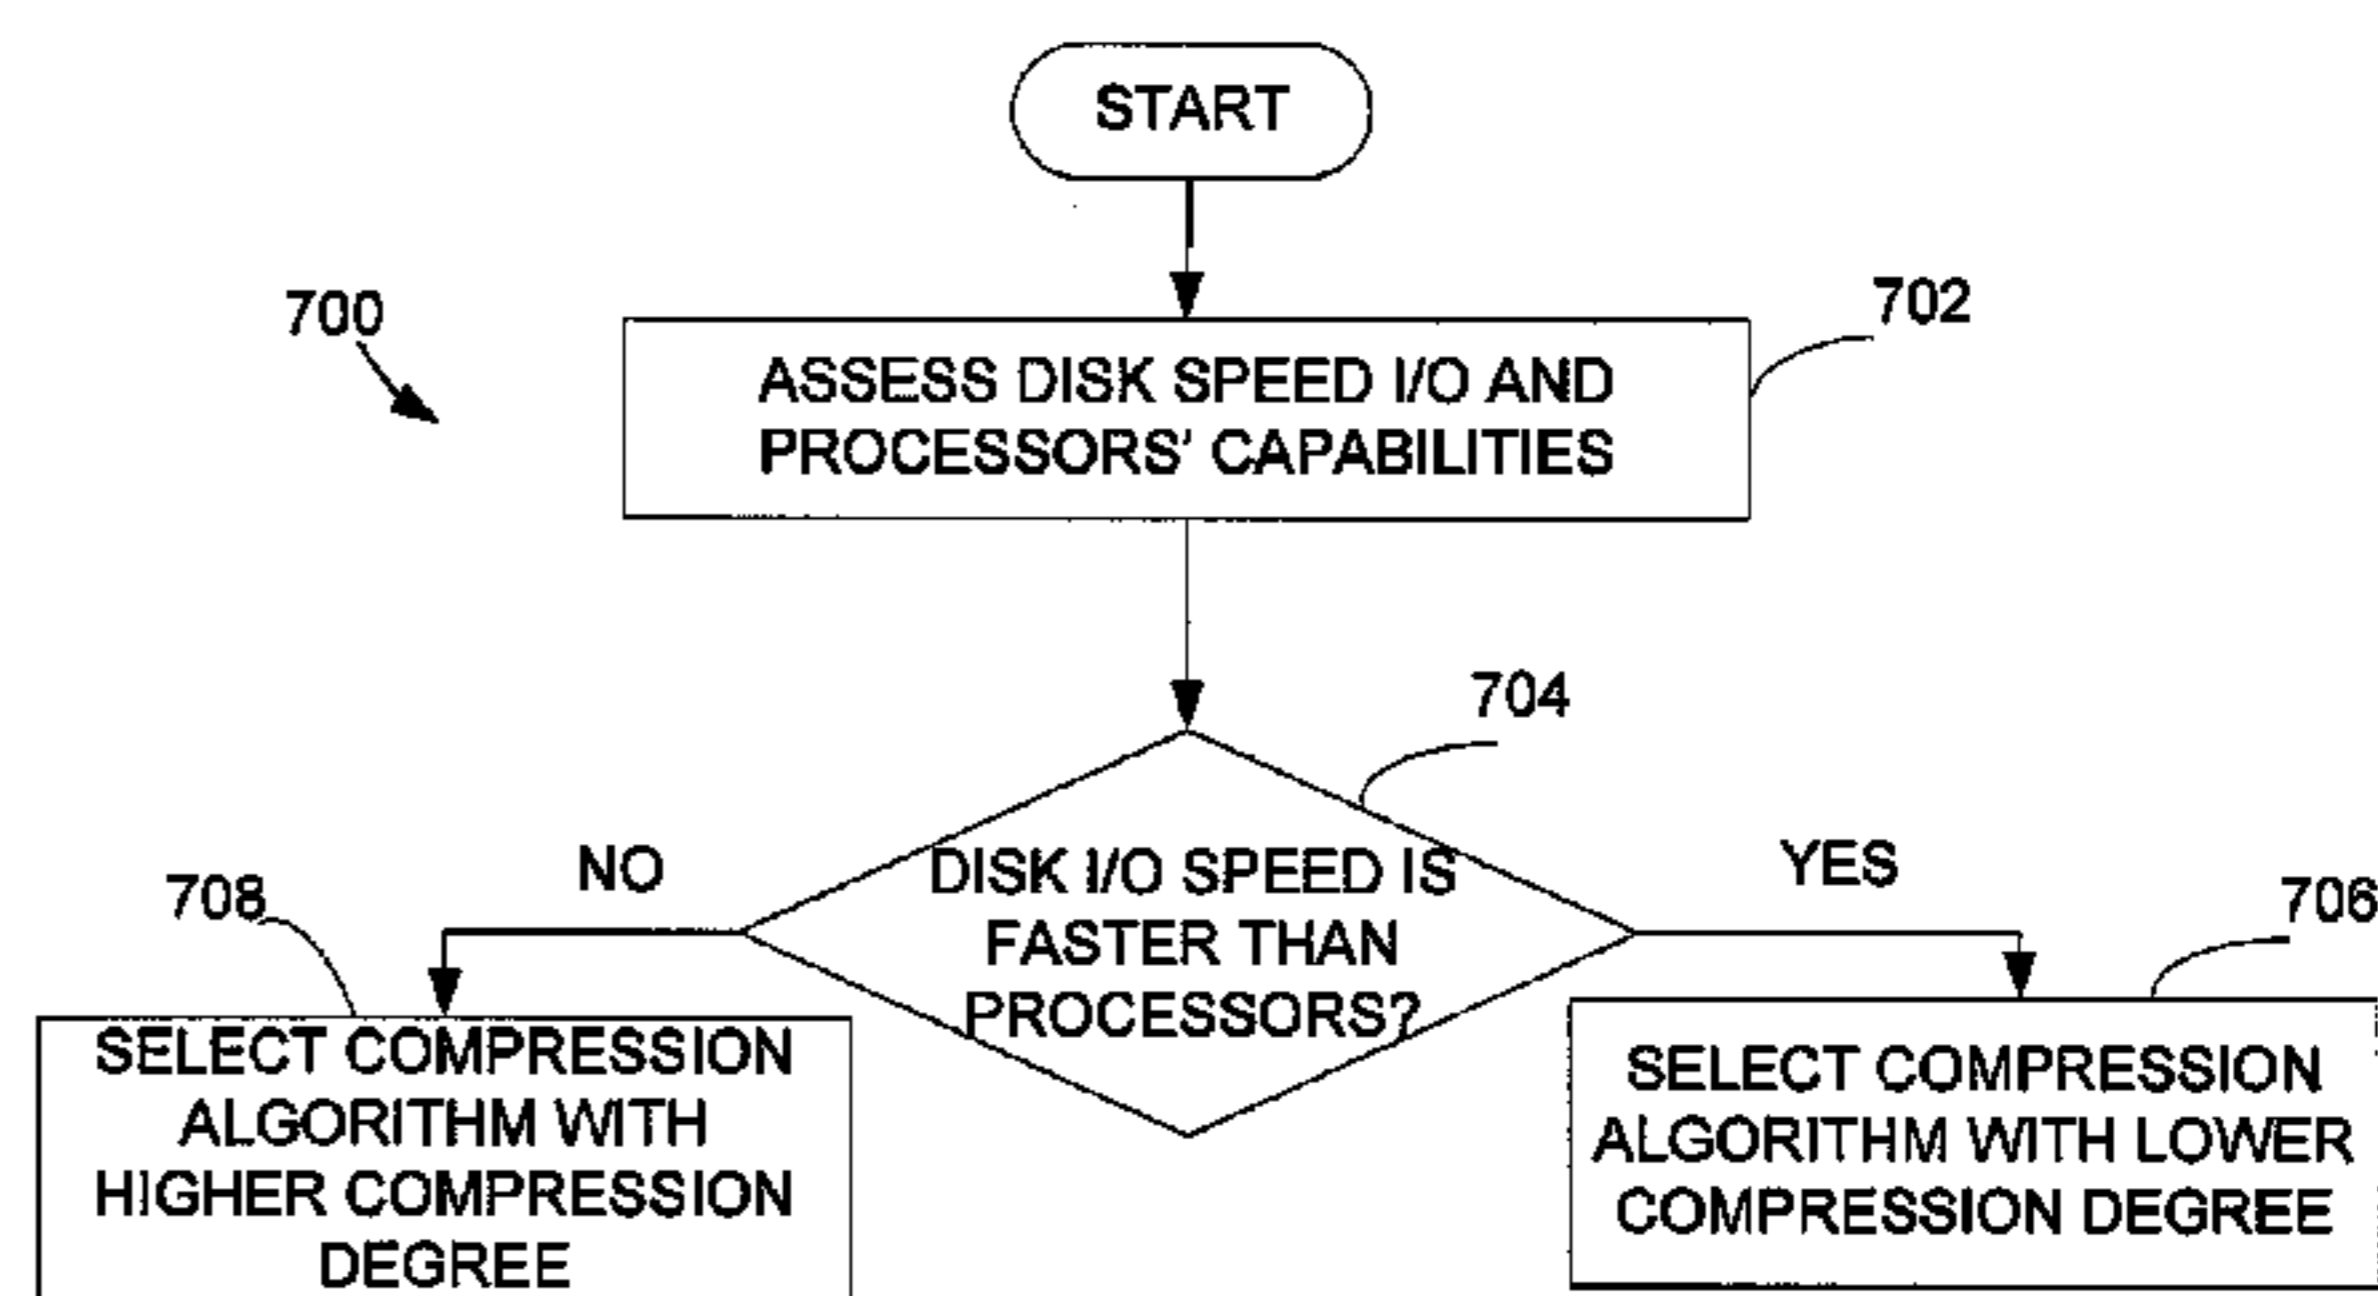 START
700
702
ASSESS DISK SPEED I/O AND
PROCESSORS' CAPABILITIES
704
NO
YES
708
706
DISK I/O SPEED IS
FASTER THAN
PROCESSORS?
SELECT COMPRESSION
ALGORITHM WITH
HIGHER COMPRESSION
DEGREE
SELECT COMPRESSION
ALGORITHM WITH LOWER
COMPRESSION DEGREE